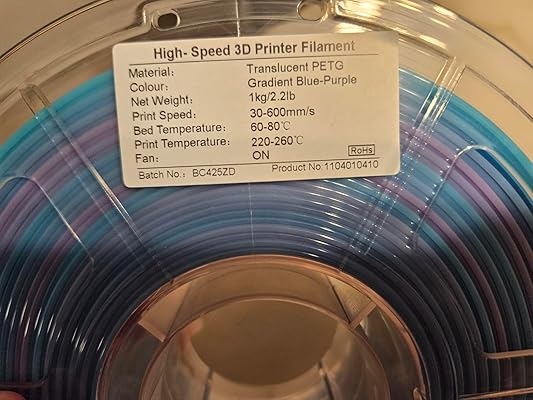 High- Speed 3D Printer Filament
Material: Translucent PETG
Colour: Gradient Blue-Purple
Net Weight: 1kg/2.2lb
Print Speed: 30-600mm/s
Bed Temperature: 60-80℃
Print Temperature: 220-260℃
Fan: ON RoHs
Batch No.: BC425ZD Product No.:1104010410